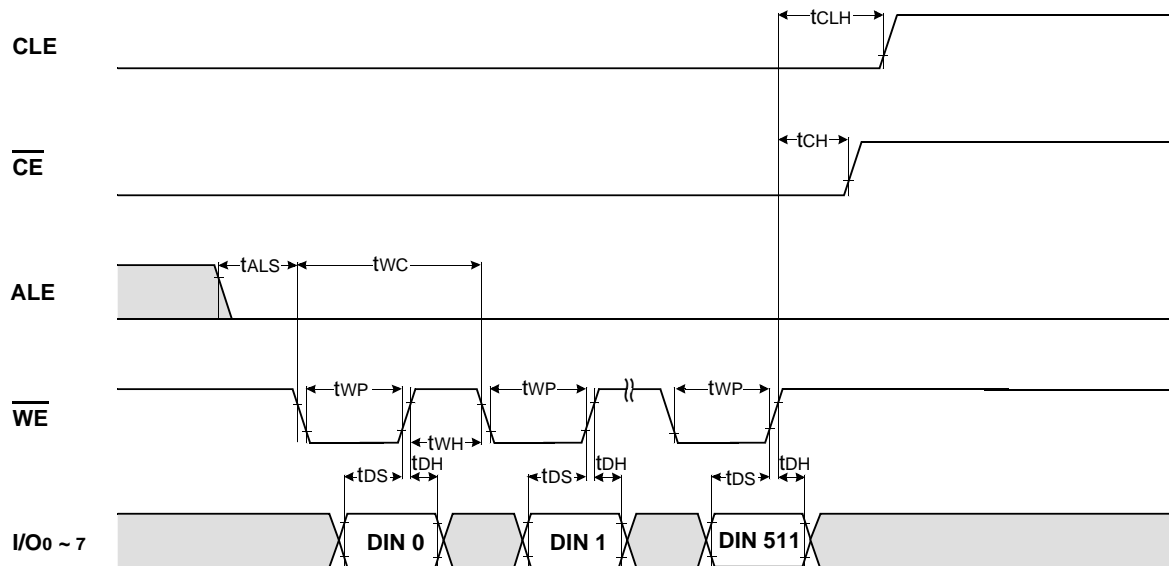 CLE
tCLH
CE
tCH
ALE
tALS
tWC
WE
tWP
tWP
tWP
tWH
tDS
tDH
tDS
tDH
tDS
tDH
I/O0 ~ 7
DIN 0
DIN 1
DIN 511